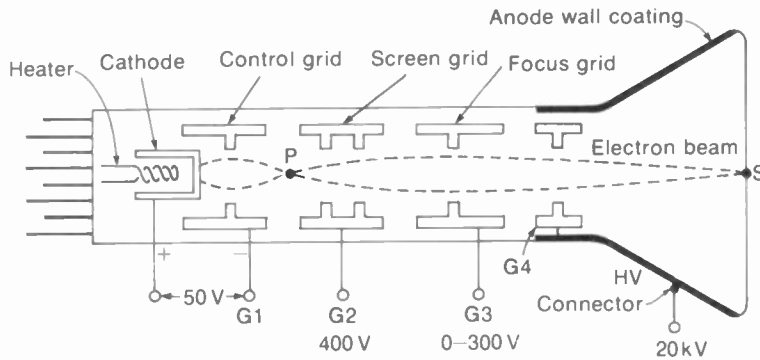 Anode wall coating
Heater
Cathode
Control grid
Screen grid
Focus grid
P
Electron beam
S
+
−
G4
HV
50 V
G1
G2
G3
Connector
400 V
0–300 V
20 kV